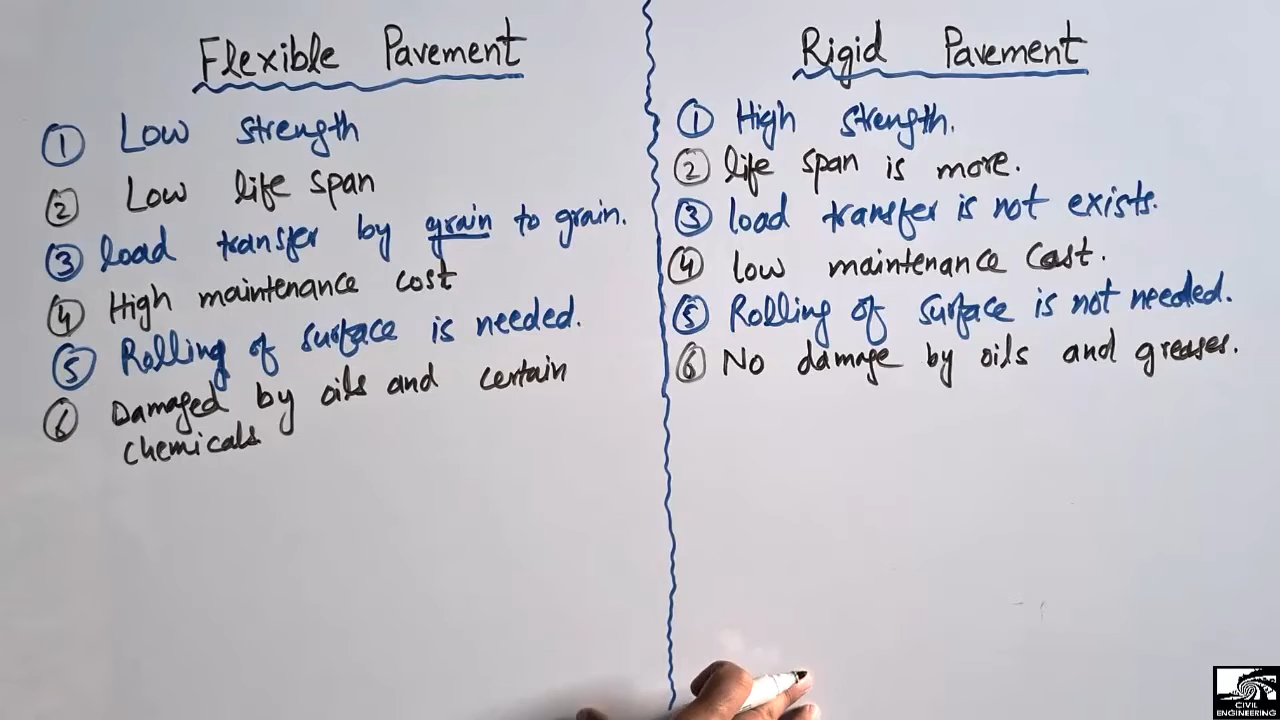 Flexible Pavement
① Low strength
② Low life span
③ load transfer by grain to grain.
④ High maintenance cost
⑤ Rolling of surface is needed.
⑥ Damaged by oils and certain
chemicals
Rigid Pavement
① High strength.
② life span is more.
③ load transfer is not exists.
④ low maintenance cost.
⑤ Rolling of surface is not needed.
⑥ No damage by oils and greases.
CIVIL
ENGINEERING